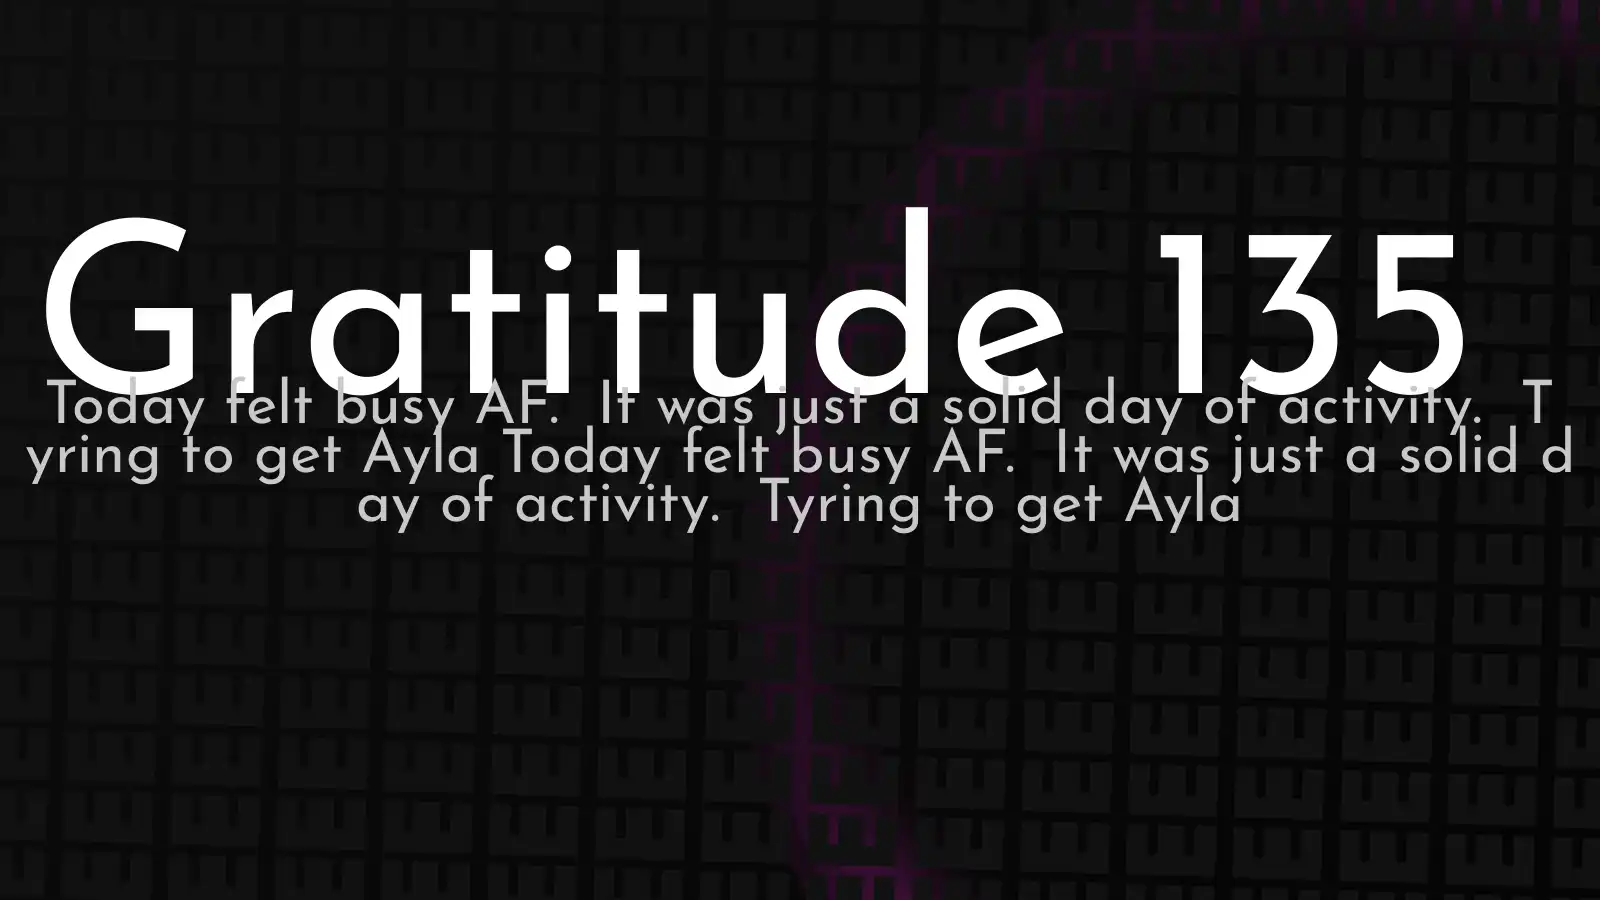 Gratitude 135
Today felt busy AF.  It was just a solid day of activity.  T
yring to get Ayla Today felt busy AF.  It was just a solid d
ay of activity.  Tyring to get Ayla